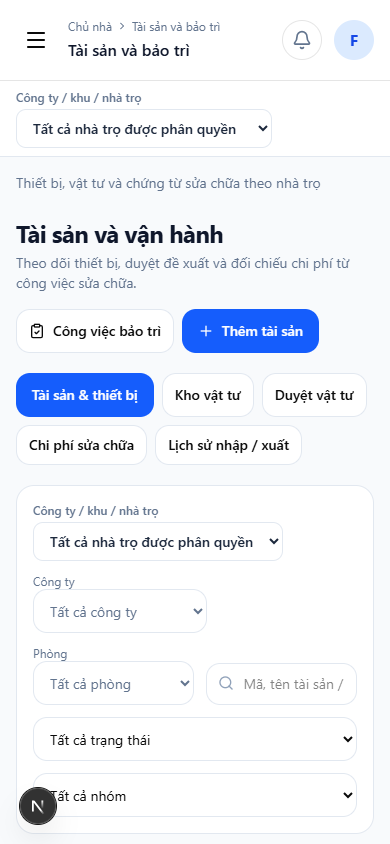 Chủ nhà > Tài sản và bảo trì
Tài sản và bảo trì
F
Công ty / khu / nhà trọ
Tất cả nhà trọ được phân quyền
Thiết bị, vật tư và chứng từ sửa chữa theo nhà trọ
Tài sản và vận hành
Theo dõi thiết bị, duyệt đề xuất và đối chiếu chi phí từ
công việc sửa chữa.
Công việc bảo trì
+ Thêm tài sản
Tài sản & thiết bị
Kho vật tư
Duyệt vật tư
Chi phí sửa chữa
Lịch sử nhập / xuất
Công ty / khu / nhà trọ
Tất cả nhà trọ được phân quyền
Công ty
Tất cả công ty
Phòng
Tất cả phòng
Mã, tên tài sản /
Tất cả trạng thái
Tất cả nhóm
N